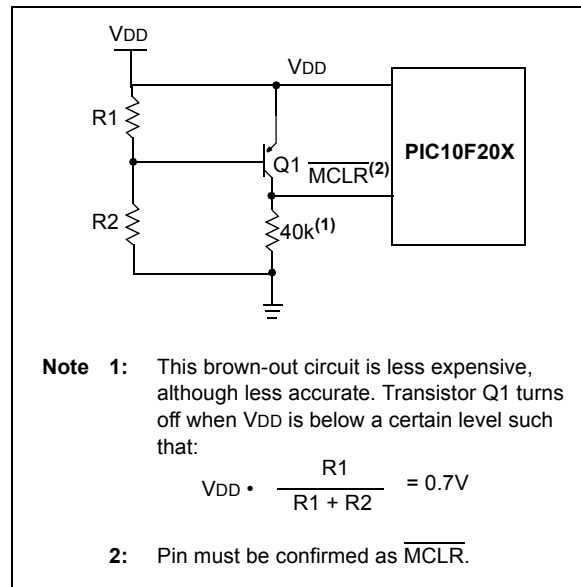 VDD
VDD
R1
Q1
MCLR(2)
PIC10F20X
R2
40k(1)
Note 1: This brown-out circuit is less expensive,
although less accurate. Transistor Q1 turns
off when VDD is below a certain level such
that:
VDD • R1 / R1 + R2 = 0.7V
2: Pin must be confirmed as MCLR.